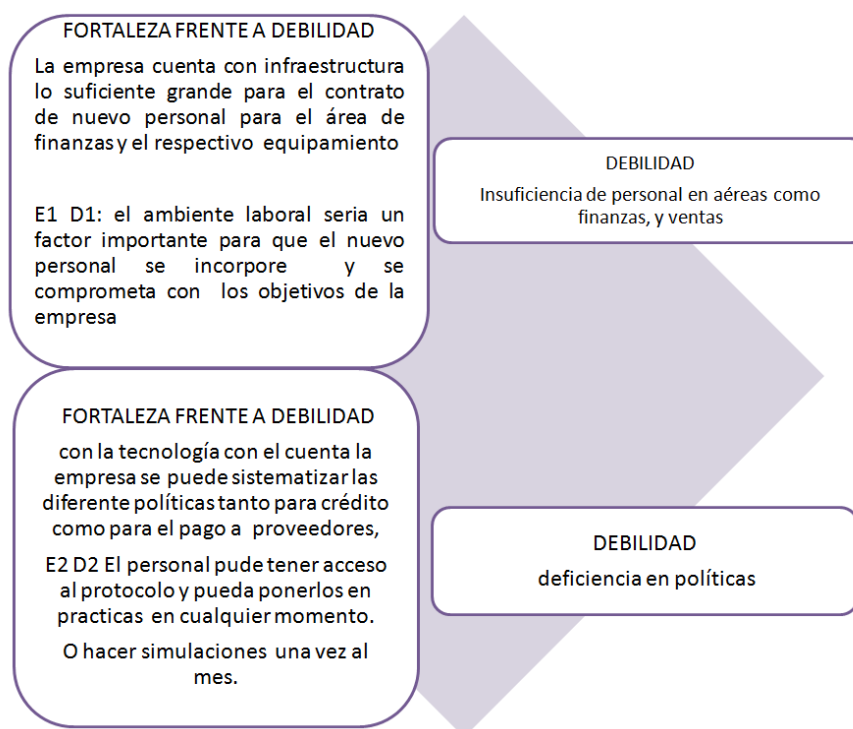 FORTALEZA FRENTE A DEBILIDAD
La empresa cuenta con infraestructura
lo suficiente grande para el contrato
de nuevo personal para el área de
finanzas y el respectivo equipamiento
E1 D1: el ambiente laboral seria un
factor importante para que el nuevo
personal se incorpore y se
comprometa con los objetivos de la
empresa
DEBILIDAD
Insuficiencia de personal en aéreas como
finanzas, y ventas
FORTALEZA FRENTE A DEBILIDAD
con la tecnología con el cuenta la
empresa se puede sistematizar las
diferente políticas tanto para crédito
como para el pago a proveedores,
E2 D2 El personal pude tener acceso
al protocolo y pueda ponerlos en
practicas en cualquier momento.
O hacer simulaciones una vez al
mes.
DEBILIDAD
deficiencia en políticas